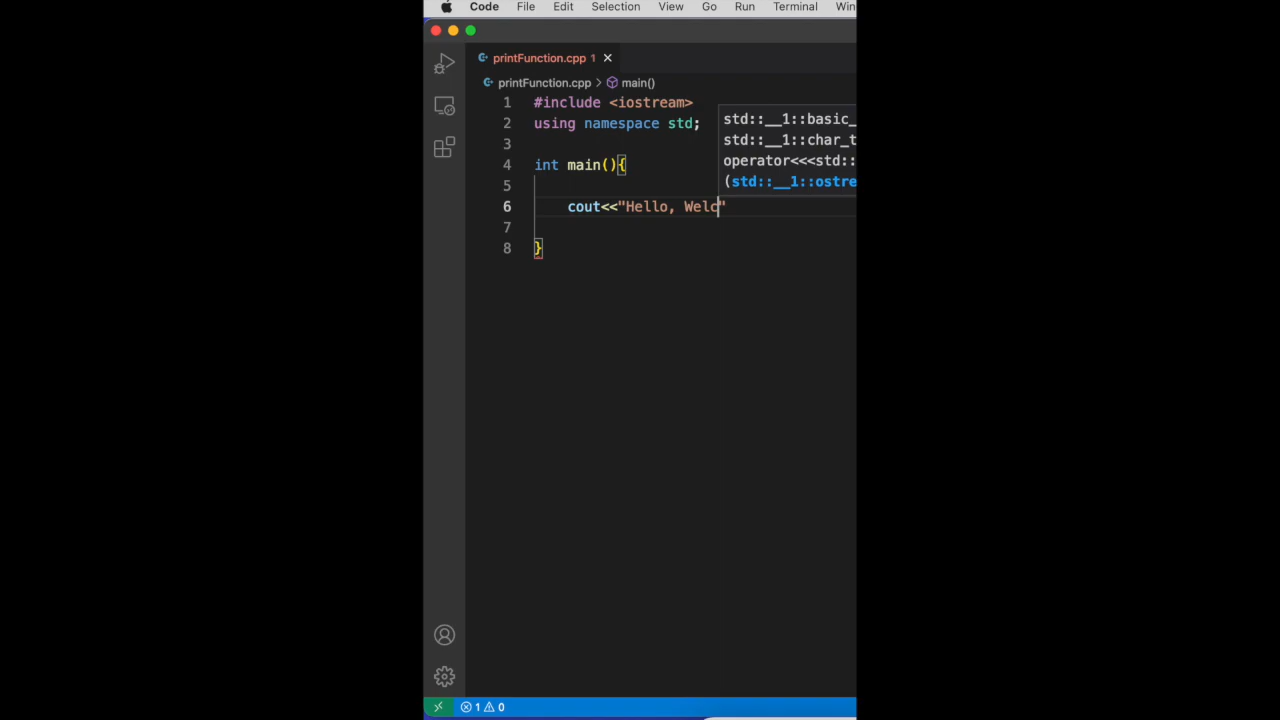 Code File Edit Selection View Go Run Terminal
printFunction.cpp 1
printFunction.cpp > main()
1 #include <iostream>
2 using namespace std;
3
4 int main(){
5
6 cout<<"Hello, Welc"
7
8 }
std::__1::basic_
std::__1::char_t
operator<<<std::
(std::__1::ostre
1 0